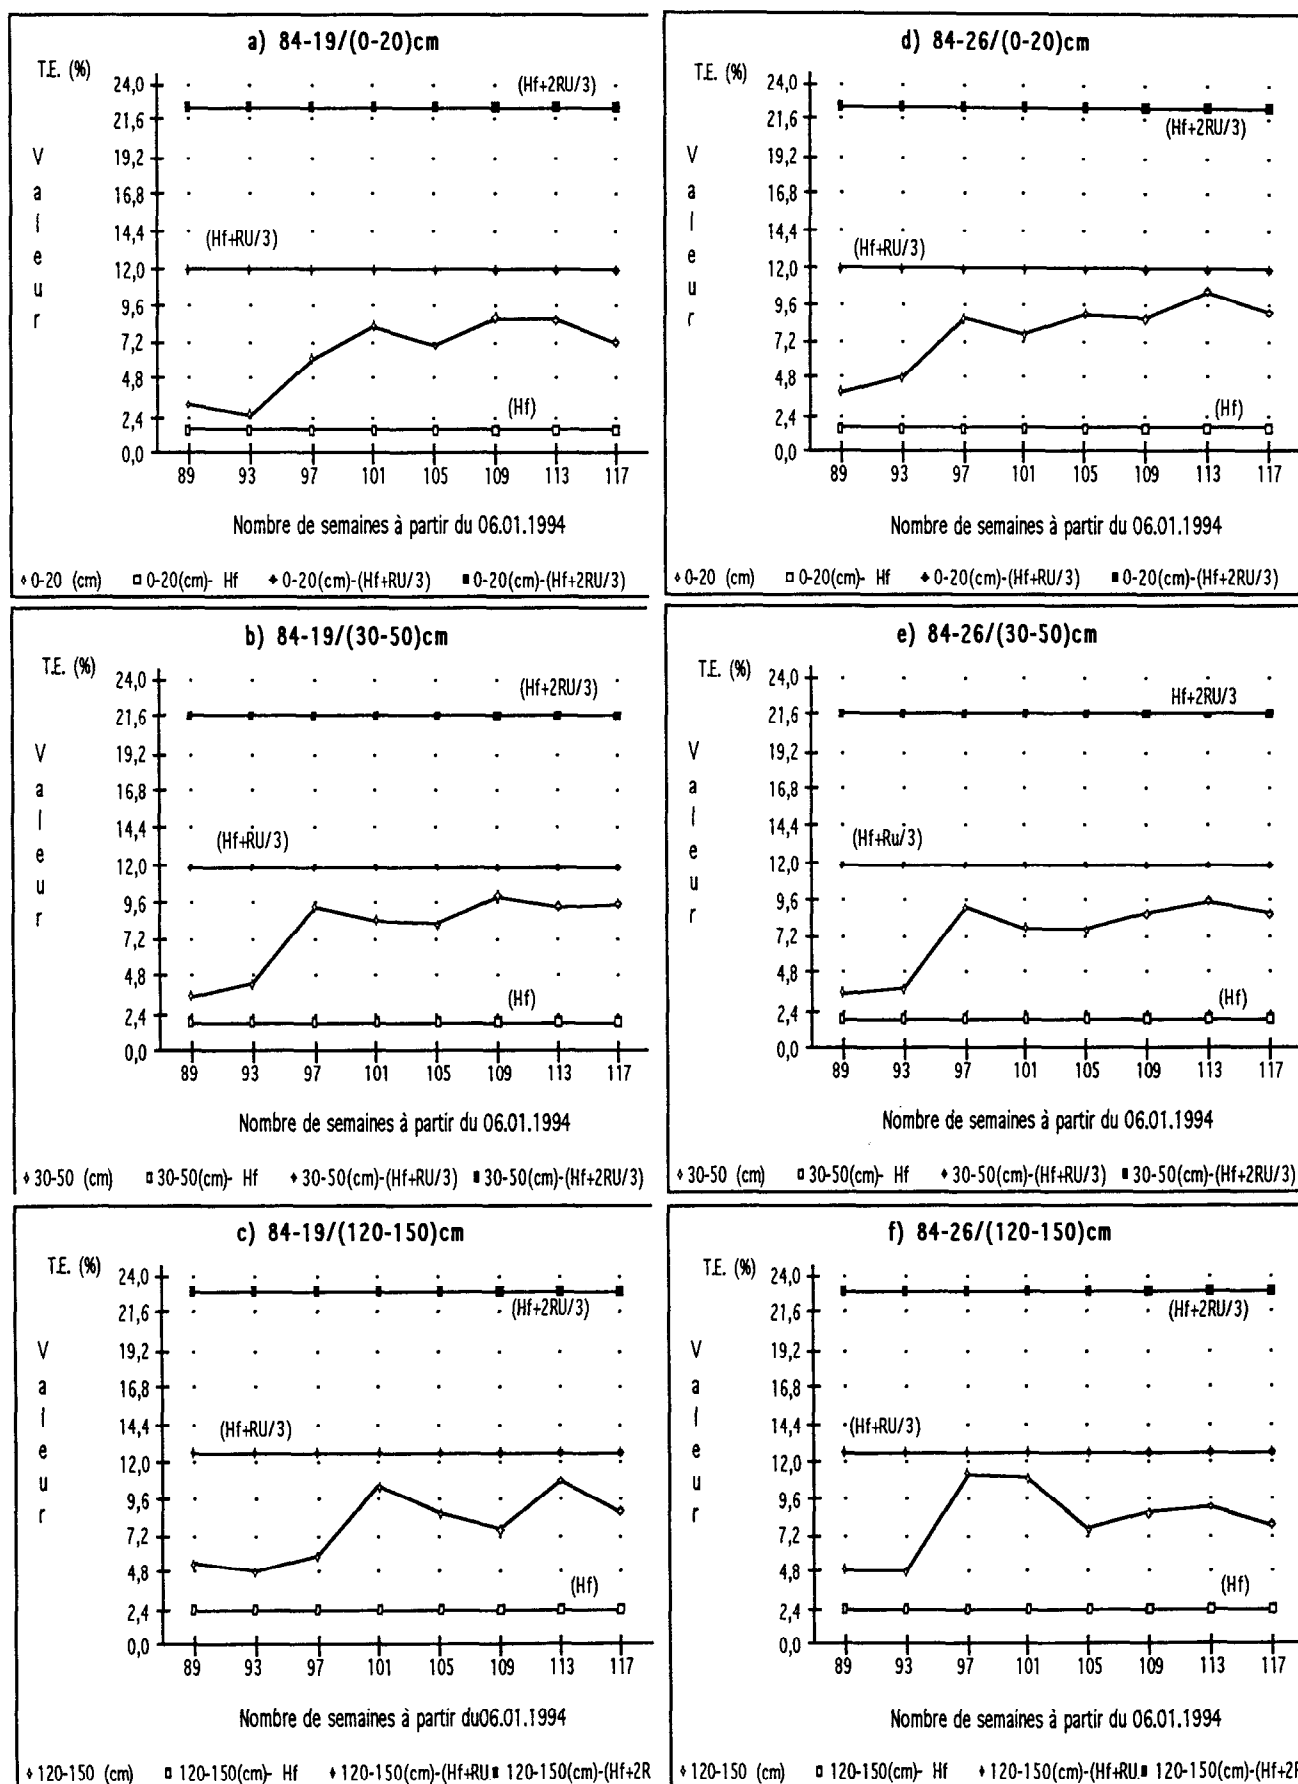 a) 84-19/(0-20)cm
T.E. (%)
(Hf+2RU/3)
24,0
21,6
19,2
16,8
14,4
12,0
9,6
7,2
4,8
2,4
0,0
Valeur
(Hf+RU/3)
(Hf)
89 93 97 101 105 109 113 117
Nombre de semaines à partir du 06.01.1994
0-20 (cm) 0-20(cm)- Hf 0-20(cm)-(Hf+RU/3) 0-20(cm)-(Hf+2RU/3)
b) 84-19/(30-50)cm
T.E. (%)
(Hf+2RU/3)
24,0
21,6
19,2
16,8
14,4
12,0
9,6
7,2
4,8
2,4
0,0
Valeur
(Hf+RU/3)
(Hf)
89 93 97 101 105 109 113 117
Nombre de semaines à partir du 06.01.1994
30-50 (cm) 30-50(cm)- Hf 30-50(cm)-(Hf+RU/3) 30-50(cm)-(Hf+2RU/3)
c) 84-19/(120-150)cm
T.E. (%)
24,0
21,6
19,2
16,8
14,4
12,0
9,6
7,2
4,8
2,4
0,0
Valeur
(Hf+2RU/3)
(Hf+RU/3)
(Hf)
89 93 97 101 105 109 113 117
Nombre de semaines à partir du06.01.1994
120-150 (cm) 120-150(cm)- Hf 120-150(cm)-(Hf+RU 120-150(cm)-(Hf+2R
d) 84-26/(0-20)cm
T.E. (%)
24,0
21,6
19,2
16,8
14,4
12,0
9,6
7,2
4,8
2,4
0,0
Valeur
(Hf+2RU/3)
(Hf+RU/3)
(Hf)
89 93 97 101 105 109 113 117
Nombre de semaines à partir du 06.01.1994
0-20 (cm) 0-20(cm)- Hf 0-20(cm)-(Hf+RU/3) 0-20(cm)-(Hf+2RU/3)
e) 84-26/(30-50)cm
T.E. (%)
24,0
21,6
19,2
16,8
14,4
12,0
9,6
7,2
4,8
2,4
0,0
Valeur
Hf+2RU/3
(Hf+Ru/3)
(Hf)
89 93 97 101 105 109 113 117
Nombre de semaines à partir du 06.01.1994
30-50 (cm) 30-50(cm)- Hf 30-50(cm)-(Hf+RU/3) 30-50(cm)-(Hf+2RU/3)
f) 84-26/(120-150)cm
T.E. (%)
24,0
21,6
19,2
16,8
14,4
12,0
9,6
7,2
4,8
2,4
0,0
Valeur
(Hf+2RU/3)
(Hf+RU/3)
(Hf)
89 93 97 101 105 109 113 117
Nombre de semaines à partir du 06.01.1994
120-150 (cm) 120-150(cm)- Hf 120-150(cm)-(Hf+RU 120-150(cm)-(Hf+2R